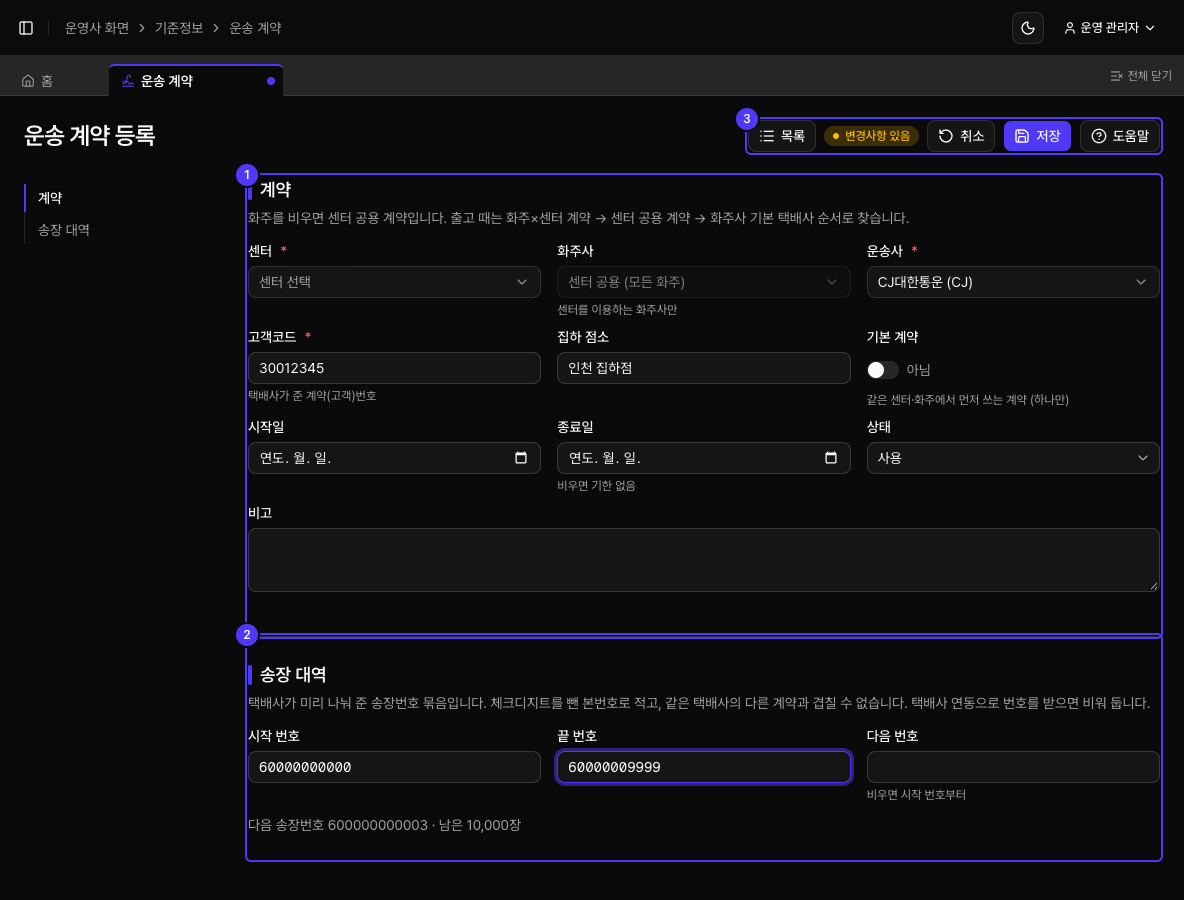 운영사 화면 > 기준정보 > 운송 계약
운영 관리자
홈
운송 계약
전체 닫기
운송 계약 등록
3
목록
변경사항 있음
취소
저장
도움말
계약
송장 대역
1
계약
화주를 비우면 센터 공용 계약입니다. 출고 때는 화주×센터 계약 → 센터 공용 계약 → 화주사 기본 택배사 순서로 찾습니다.
센터 *
화주사
운송사 *
센터 선택
센터 공용 (모든 화주)
CJ대한통운 (CJ)
센터를 이용하는 화주사만
고객코드 *
집하 점소
기본 계약
30012345
인천 집하점
아님
택배사가 준 계약(고객)번호
같은 센터·화주에서 먼저 쓰는 계약 (하나만)
시작일
종료일
상태
연도. 월. 일.
연도. 월. 일.
사용
비우면 기한 없음
비고
2
송장 대역
택배사가 미리 나눠 준 송장번호 묶음입니다. 체크디지트를 뺀 본번호로 적고, 같은 택배사의 다른 계약과 겹칠 수 없습니다. 택배사 연동으로 번호를 받으면 비워 둡니다.
시작 번호
끝 번호
다음 번호
60000000000
60000009999
비우면 시작 번호부터
다음 송장번호 600000000003 · 남은 10,000장